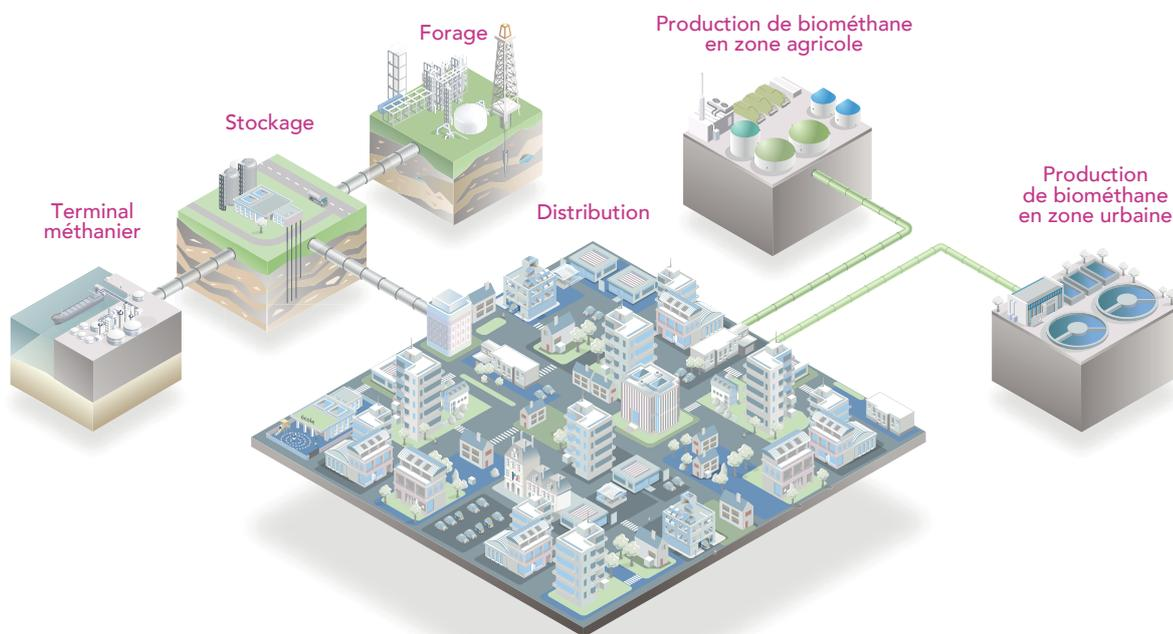 Forage
Production de biométhane
en zone agricole
Stockage
Production
de biométhane
en zone urbaine
Terminal
méthanier
Distribution